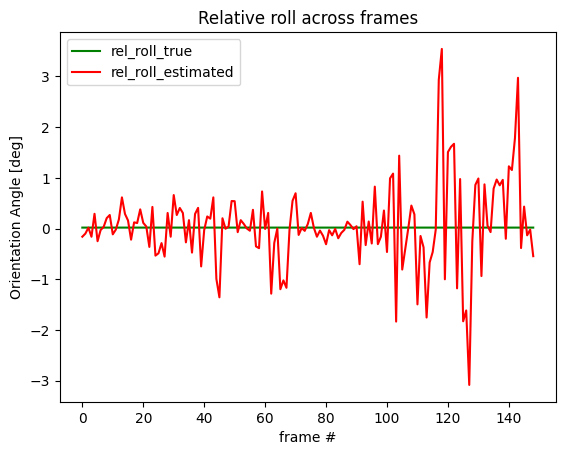 Relative roll across frames
rel_roll_true
rel_roll_estimated
Orientation Angle [deg]
3
2
1
0
−1
−2
−3
0 20 40 60 80 100 120 140
frame #